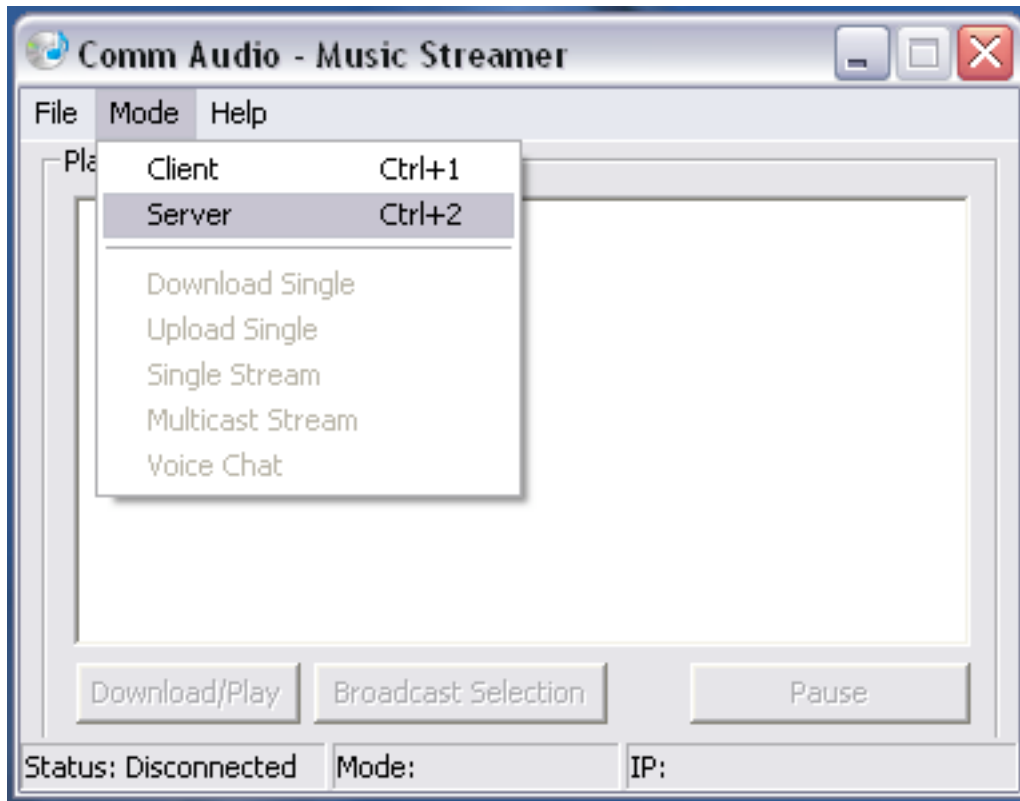 Comm Audio - Music Streamer
File Mode Help
Client Ctrl+1
Server Ctrl+2
Download Single
Upload Single
Single Stream
Multicast Stream
Voice Chat
Download/Play Broadcast Selection Pause
Status: Disconnected Mode: IP: